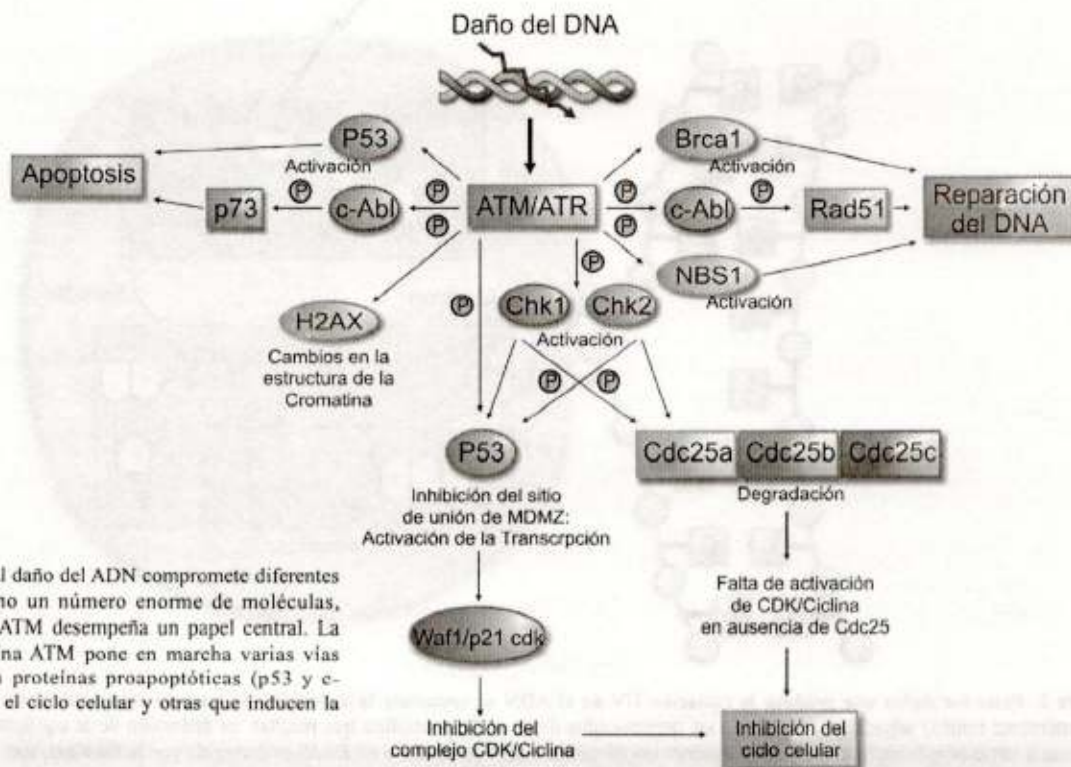 Daño del DNA
P53
Activación
Apoptosis
p73
P
c-Abl
P
P
ATM/ATR
P
P
Brca1
Activación
c-Abl
P
Rad51
Reparación
del DNA
NBS1
Activación
H2AX
Cambios en la
estructura de la
Cromatina
P
P
Chk1
Chk2
Activación
P
P
P53
Inhibición del sitio
de unión de MDMZ:
Activación de la Transcrpción
Cdc25a
Cdc25b
Cdc25c
Degradación
Falta de activación
de CDK/Ciclina
en ausencia de Cdc25
Waf1/p21 cdk
Inhibición del
complejo CDK/Ciclina
Inhibición del
ciclo celular
l daño del ADN compromete diferentes
no un número enorme de moléculas,
ATM desempeña un papel central. La
na ATM pone en marcha varias vías
proteínas proapoptóticas (p53 y c-
el ciclo celular y otras que inducen la